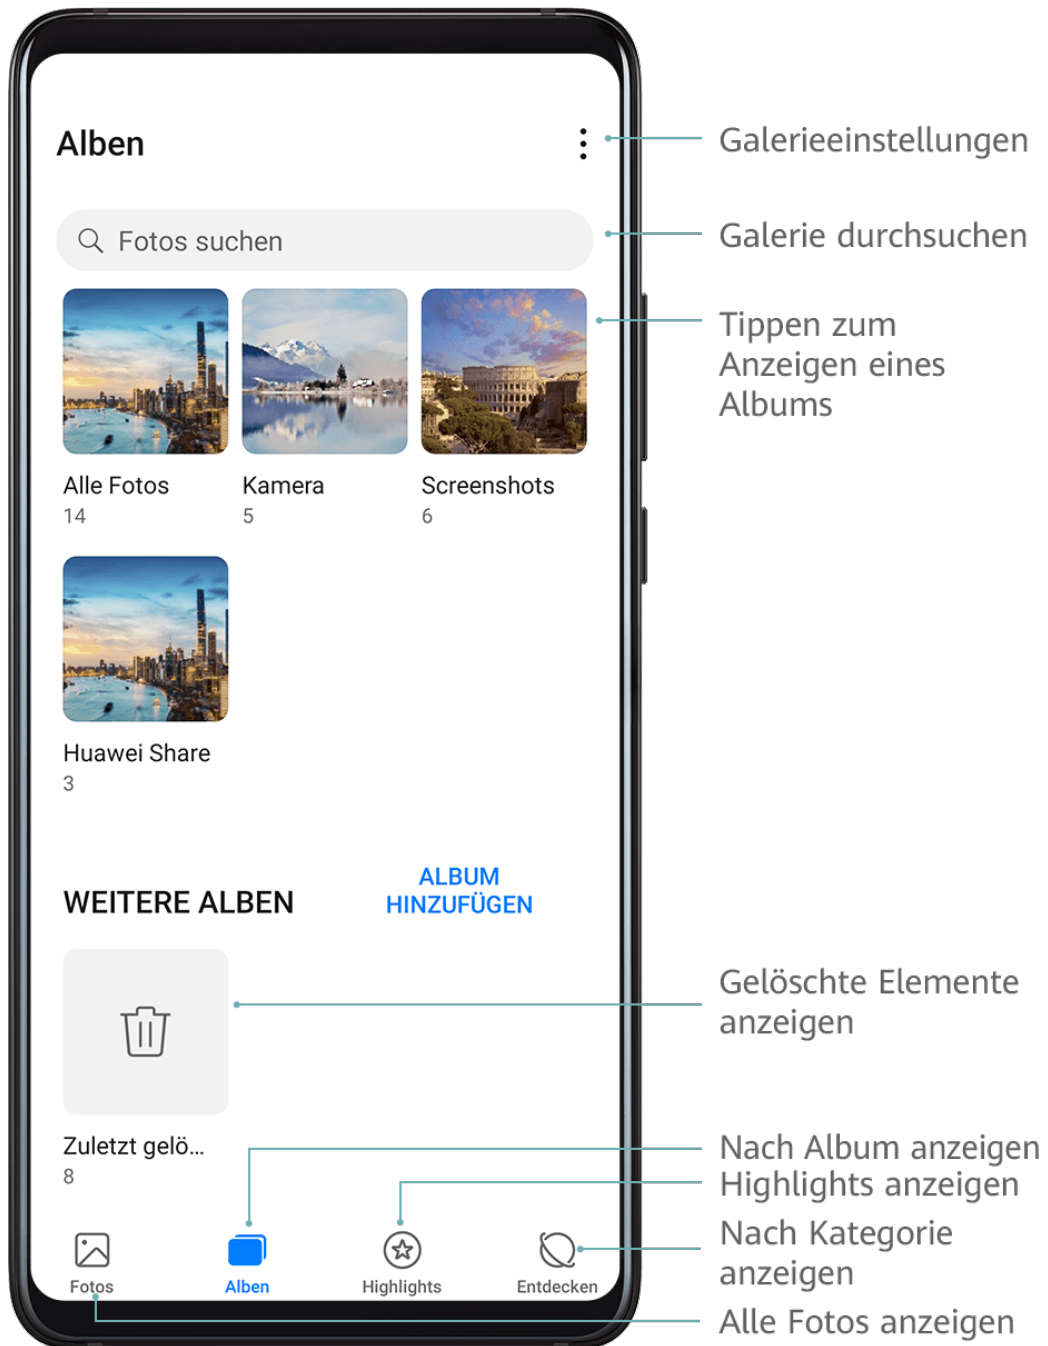 Alben
Galerieeinstellungen
Fotos suchen
Galerie durchsuchen
Tippen zum
Anzeigen eines
Albums
Alle Fotos
14
Kamera
5
Screenshots
6
Huawei Share
3
WEITERE ALBEN
ALBUM
HINZUFÜGEN
Gelöschte Elemente
anzeigen
Zuletzt gelö...
8
Nach Album anzeigen
Highlights anzeigen
Nach Kategorie
anzeigen
Fotos
Alben
Highlights
Entdecken
Alle Fotos anzeigen